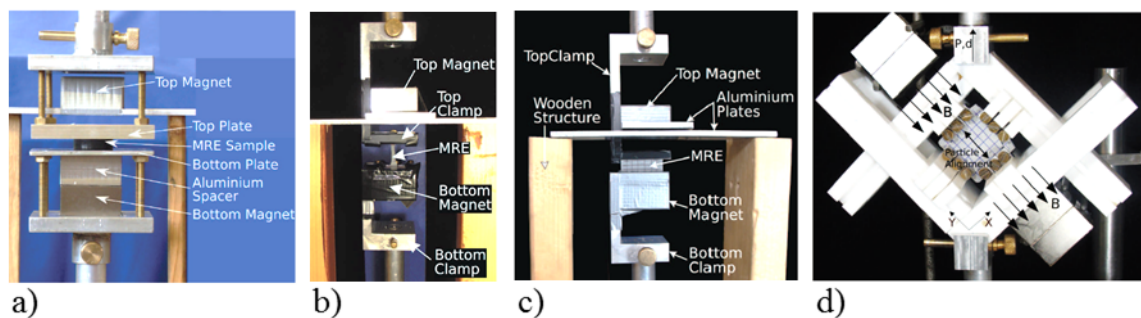 Top Magnet
Top Plate
MRE Sample
Bottom Plate
Aluminium
Spacer
Bottom Magnet
a)
Top Magnet
Top
Clamp
MRE
Bottom
Magnet
Bottom
Clamp
b)
TopClamp
Top Magnet
Wooden
Structure
Aluminium
Plates
MRE
Bottom
Magnet
Bottom
Clamp
c)
P,d
B
Particle
Alignment
B
Y
X
d)